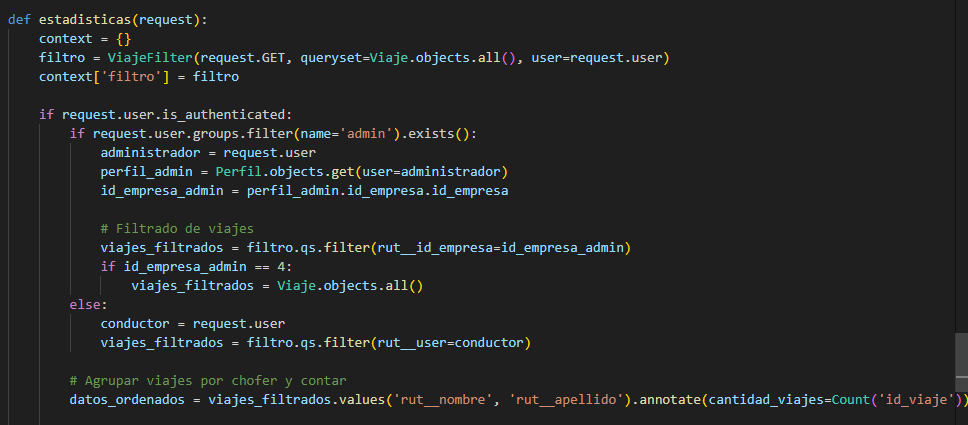 def estadisticas(request):
    context = {}
    filtro = ViajeFilter(request.GET, queryset=Viaje.objects.all(), user=request.user)
    context['filtro'] = filtro

    if request.user.is_authenticated:
        if request.user.groups.filter(name='admin').exists():
            administrador = request.user
            perfil_admin = Perfil.objects.get(user=administrador)
            id_empresa_admin = perfil_admin.id_empresa.id_empresa

            # Filtrado de viajes
            viajes_filtrados = filtro.qs.filter(rut__id_empresa=id_empresa_admin)
            if id_empresa_admin == 4:
                viajes_filtrados = Viaje.objects.all()
        else:
            conductor = request.user
            viajes_filtrados = filtro.qs.filter(rut__user=conductor)

        # Agrupar viajes por chofer y contar
        datos_ordenados = viajes_filtrados.values('rut__nombre', 'rut__apellido').annotate(cantidad_viajes=Count('id_viaje'))